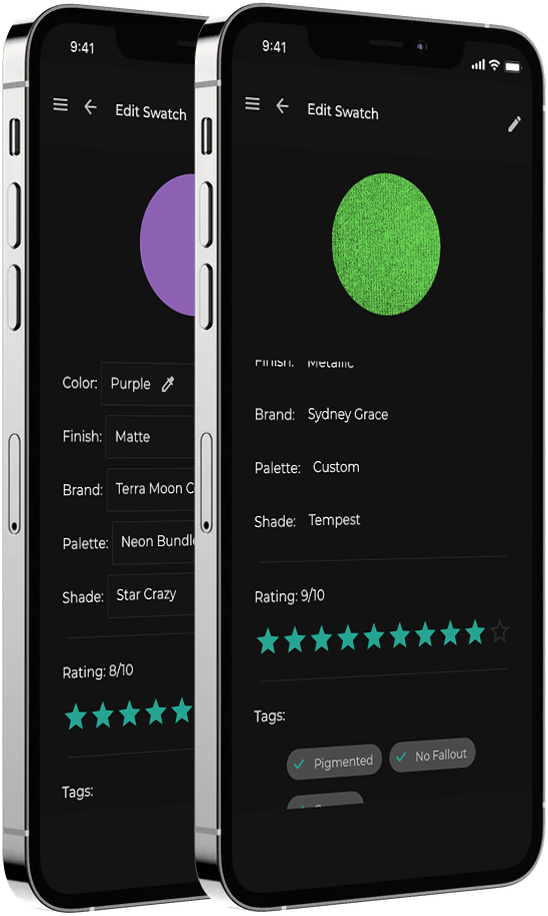 9:41
Edit Swatch
Color: Purple
Finish: Matte
Brand: Terra Moon C
Palette: Neon Bundle
Shade: Star Crazy
Rating: 8/10
Tags:
9:41
Edit Swatch
Finish: Metallic
Brand: Sydney Grace
Palette: Custom
Shade: Tempest
Rating: 9/10
Tags:
Pigmented
No Fallout